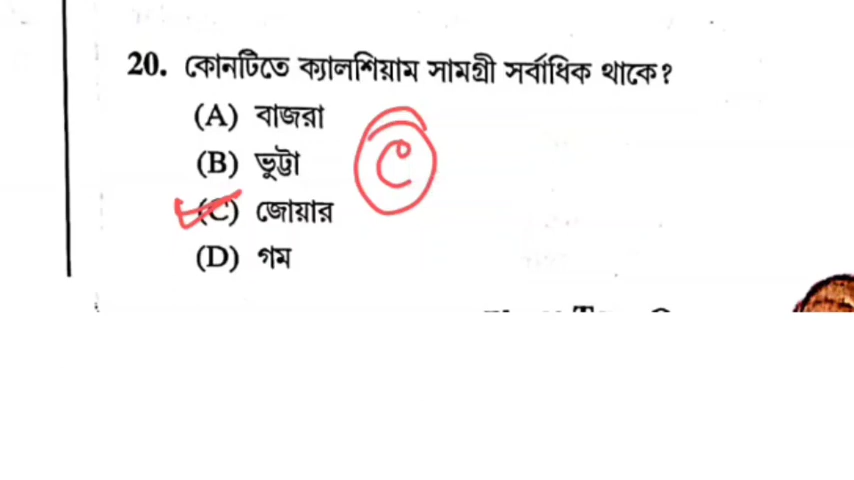 20. কোনটিতে ক্যালশিয়াম সামগ্রী সর্বাধিক থাকে?
(A) বাজরা
(B) ভুট্টা
C
(C) জোয়ার
(D) গম